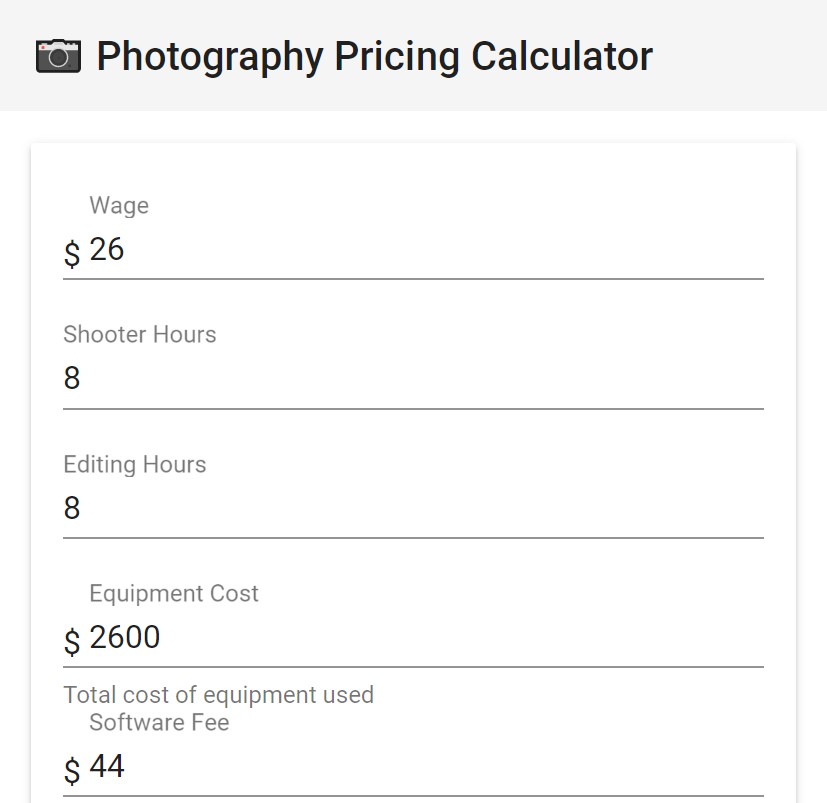 Photography Pricing Calculator
Wage
$ 26
Shooter Hours
8
Editing Hours
8
Equipment Cost
$ 2600
Total cost of equipment used
Software Fee
$ 44